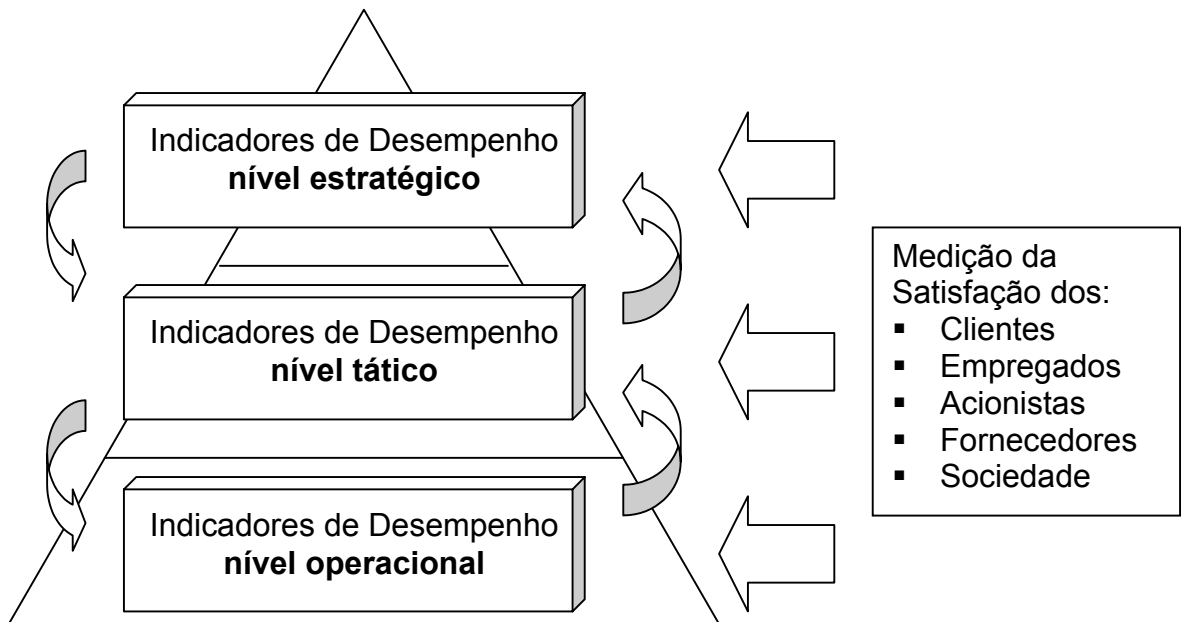 Indicadores de Desempenho
nível estratégico
Indicadores de Desempenho
nível tático
Indicadores de Desempenho
nível operacional
Medição da
Satisfação dos:
▪ Clientes
▪ Empregados
▪ Acionistas
▪ Fornecedores
▪ Sociedade